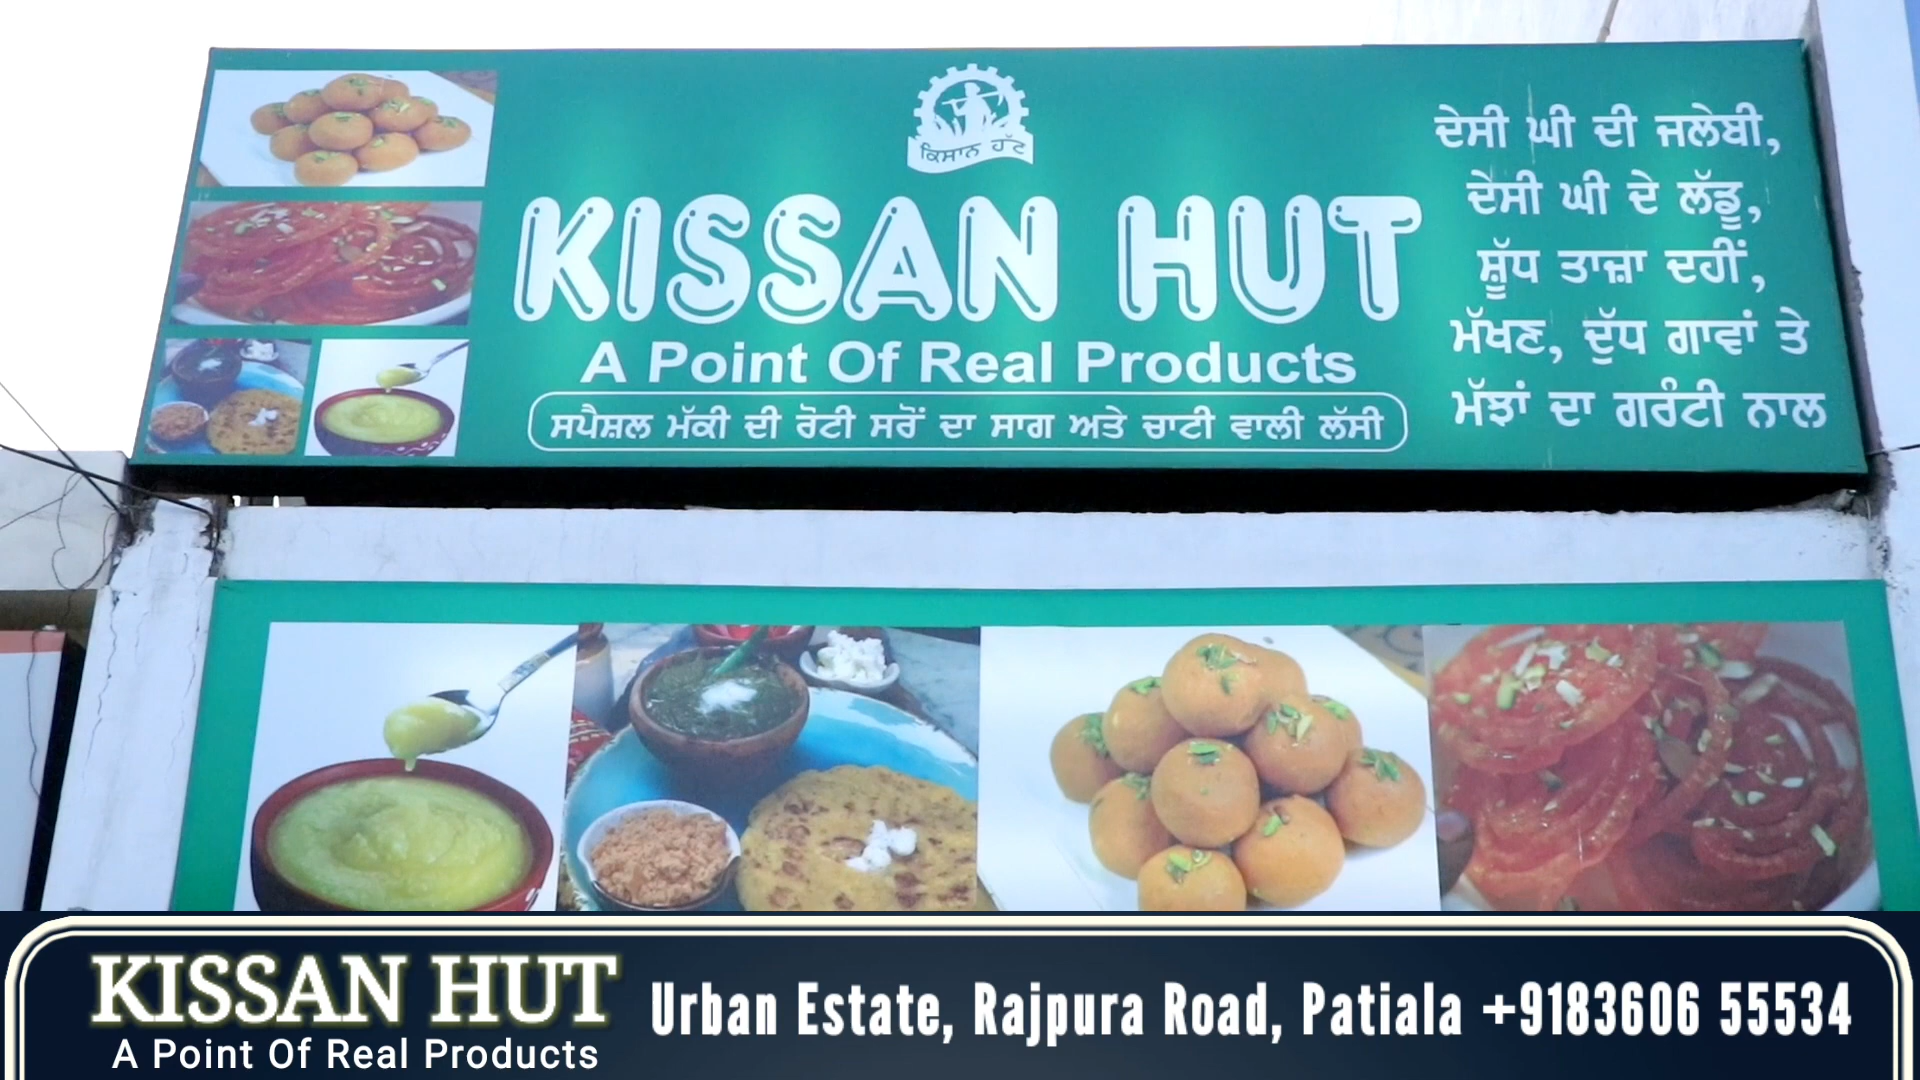 ਕਿਸਾਨ ਹੱਟ
KISSAN HUT
A Point Of Real Products
ਸਪੈਸ਼ਲ ਮੱਕੀ ਦੀ ਰੋਟੀ ਸਰੋਂ ਦਾ ਸਾਗ ਅਤੇ ਚਾਟੀ ਵਾਲੀ ਲੱਸੀ
ਦੇਸੀ ਘੀ ਦੀ ਜਲੇਬੀ,
ਦੇਸੀ ਘੀ ਦੇ ਲੱਡੂ,
ਸ਼ੁੱਧ ਤਾਜ਼ਾ ਦਹੀਂ,
ਮੱਖਣ, ਦੁੱਧ ਗਾਵਾਂ ਤੇ
ਮੱਝਾਂ ਦਾ ਗਰੰਟੀ ਨਾਲ
KISSAN HUT
A Point Of Real Products
Urban Estate, Rajpura Road, Patiala +9183606 55534